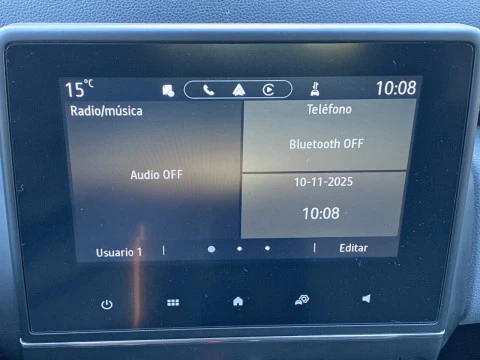 15°C
10:08
Radio/música
Teléfono
Bluetooth OFF
Audio OFF
10-11-2025
10:08
Usuario 1
Editar